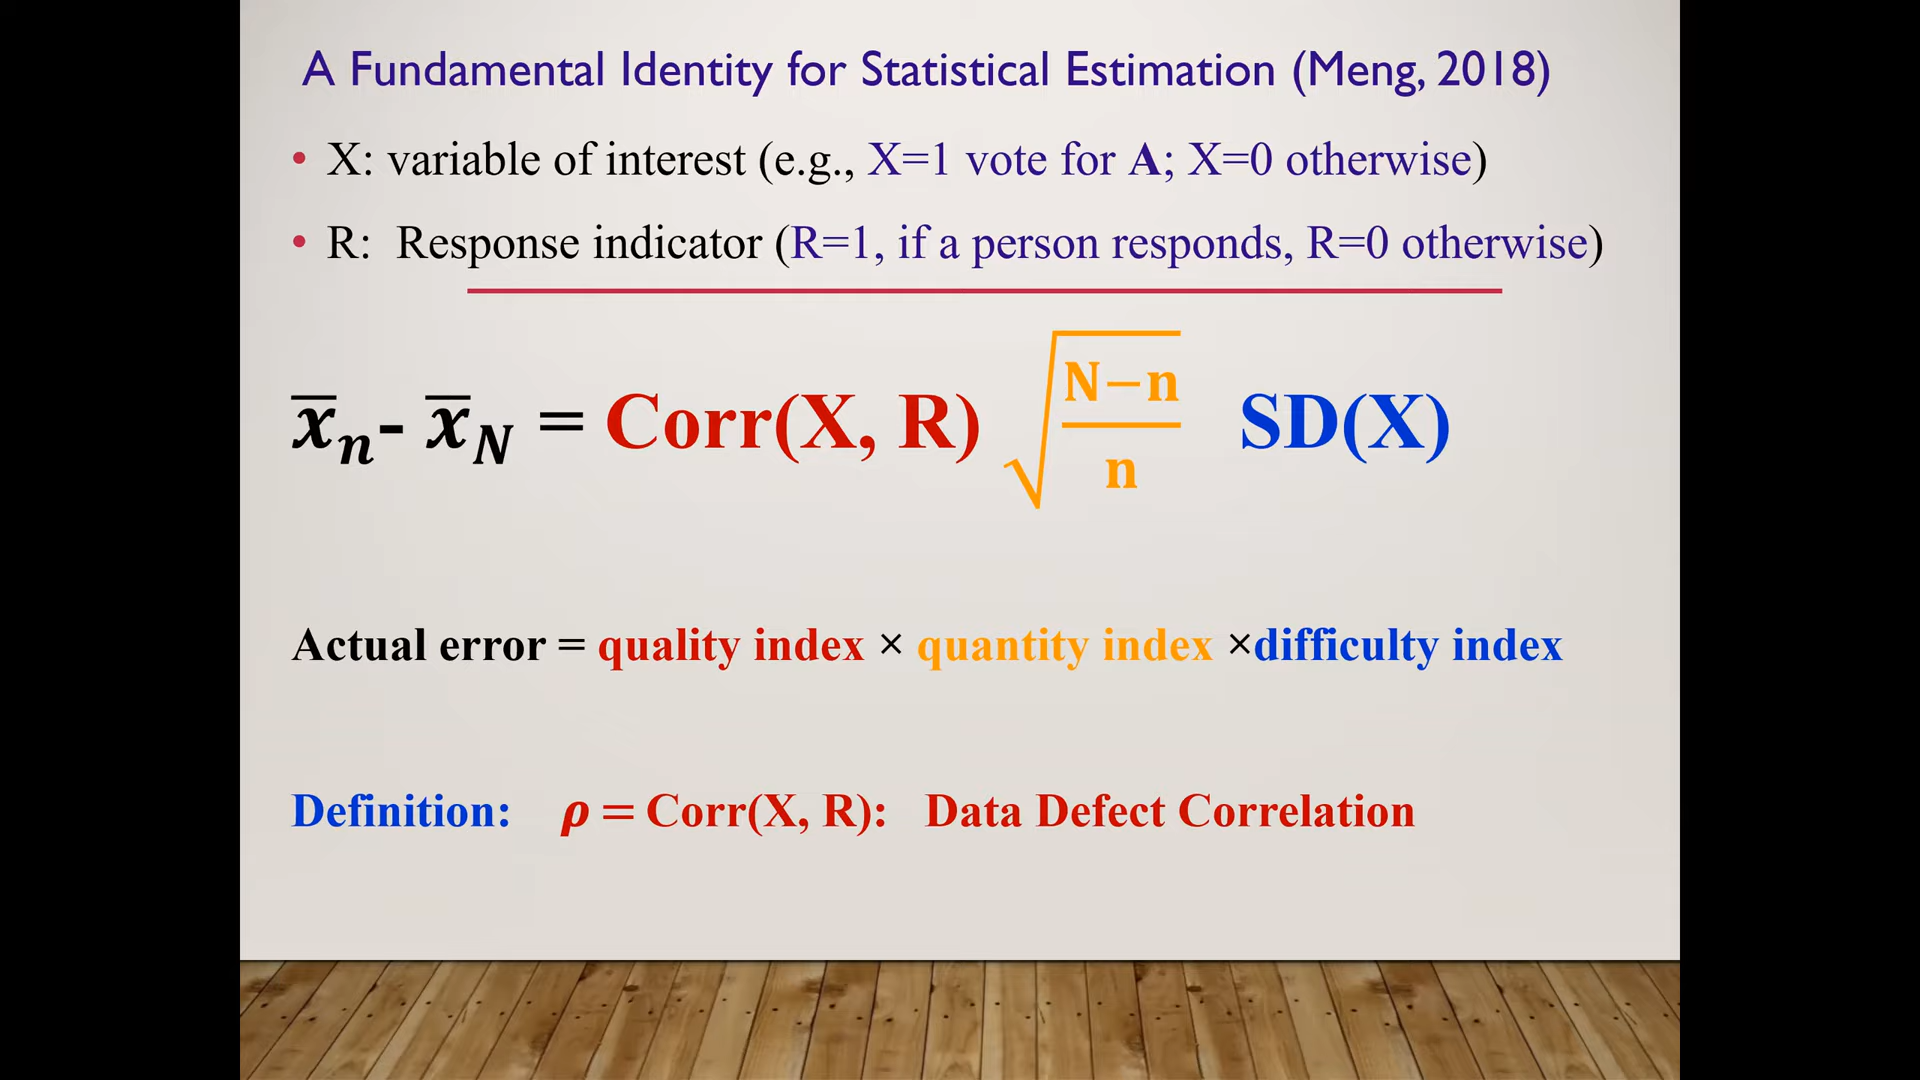 A Fundamental Identity for Statistical Estimation (Meng, 2018)
• X: variable of interest (e.g., X=1 vote for A; X=0 otherwise)
• R: Response indicator (R=1, if a person responds, R=0 otherwise)
x̄ₙ- x̄_N = Corr(X, R) √((N−n)/n) SD(X)
Actual error = quality index × quantity index ×difficulty index
Definition: ρ = Corr(X, R): Data Defect Correlation